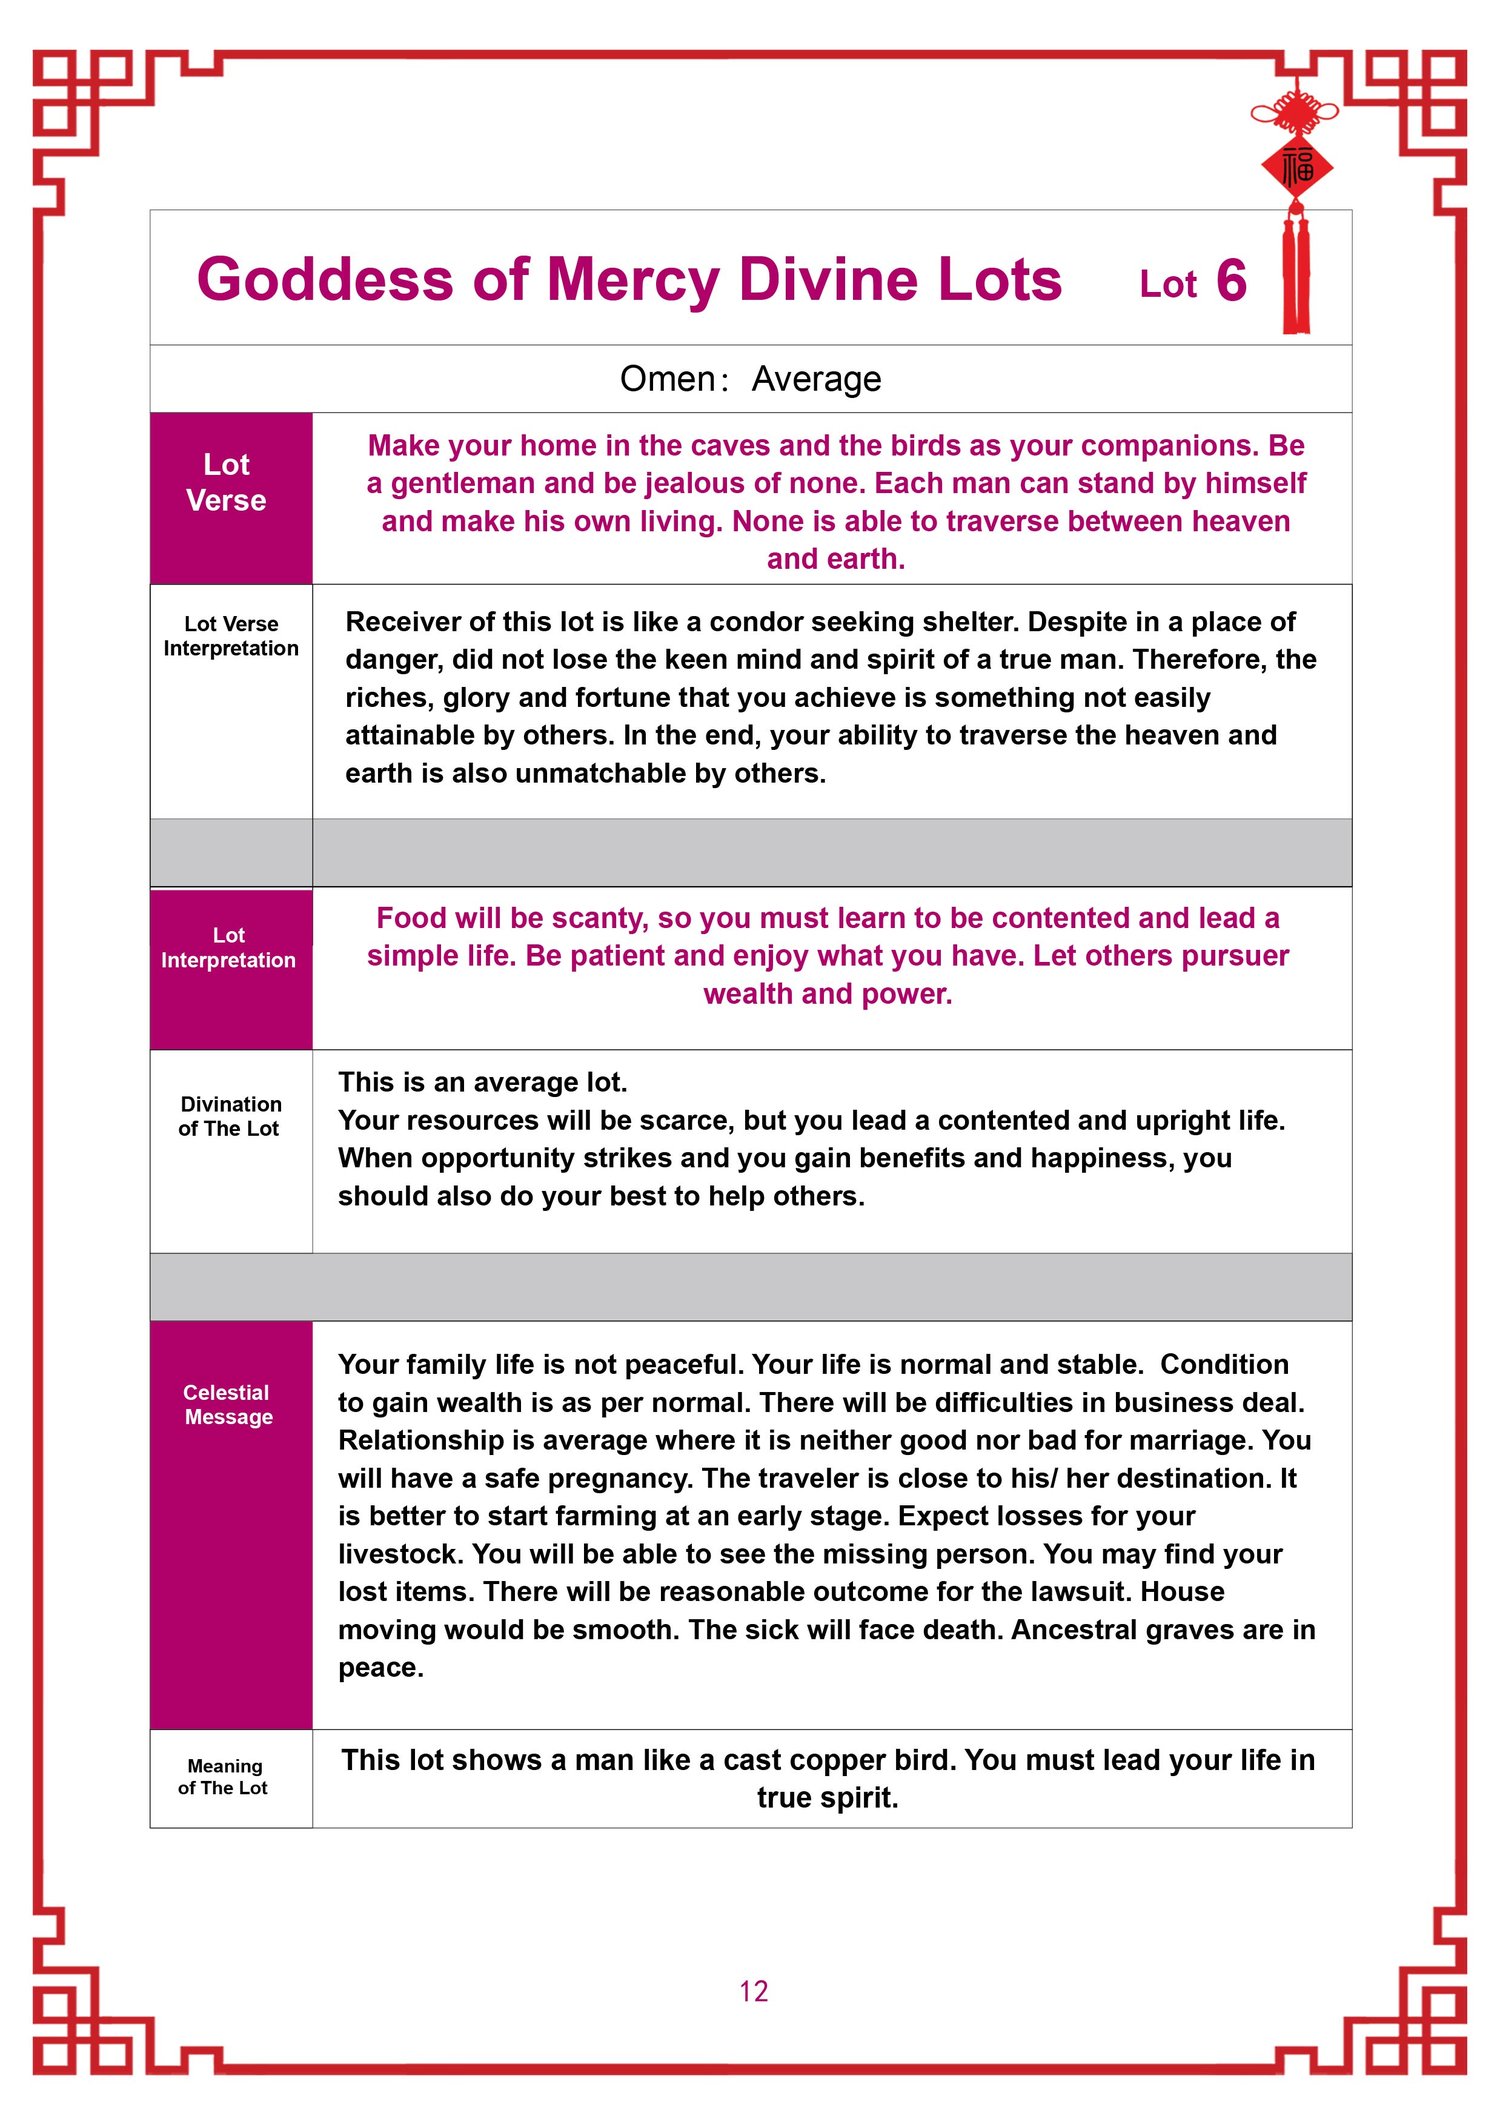 福
Goddess of Mercy Divine Lots Lot 6
Omen： Average
Lot
Verse
Make your home in the caves and the birds as your companions. Be
a gentleman and be jealous of none. Each man can stand by himself
and make his own living. None is able to traverse between heaven
and earth.
Lot Verse
Interpretation
Receiver of this lot is like a condor seeking shelter. Despite in a place of
danger, did not lose the keen mind and spirit of a true man. Therefore, the
riches, glory and fortune that you achieve is something not easily
attainable by others. In the end, your ability to traverse the heaven and
earth is also unmatchable by others.
Lot
Interpretation
Food will be scanty, so you must learn to be contented and lead a
simple life. Be patient and enjoy what you have. Let others pursuer
wealth and power.
Divination
of The Lot
This is an average lot.
Your resources will be scarce, but you lead a contented and upright life.
When opportunity strikes and you gain benefits and happiness, you
should also do your best to help others.
Celestial
Message
Your family life is not peaceful. Your life is normal and stable.  Condition
to gain wealth is as per normal. There will be difficulties in business deal.
Relationship is average where it is neither good nor bad for marriage. You
will have a safe pregnancy. The traveler is close to his/ her destination. It
is better to start farming at an early stage. Expect losses for your
livestock. You will be able to see the missing person. You may find your
lost items. There will be reasonable outcome for the lawsuit. House
moving would be smooth. The sick will face death. Ancestral graves are in
peace.
Meaning
of The Lot
This lot shows a man like a cast copper bird. You must lead your life in
true spirit.
12